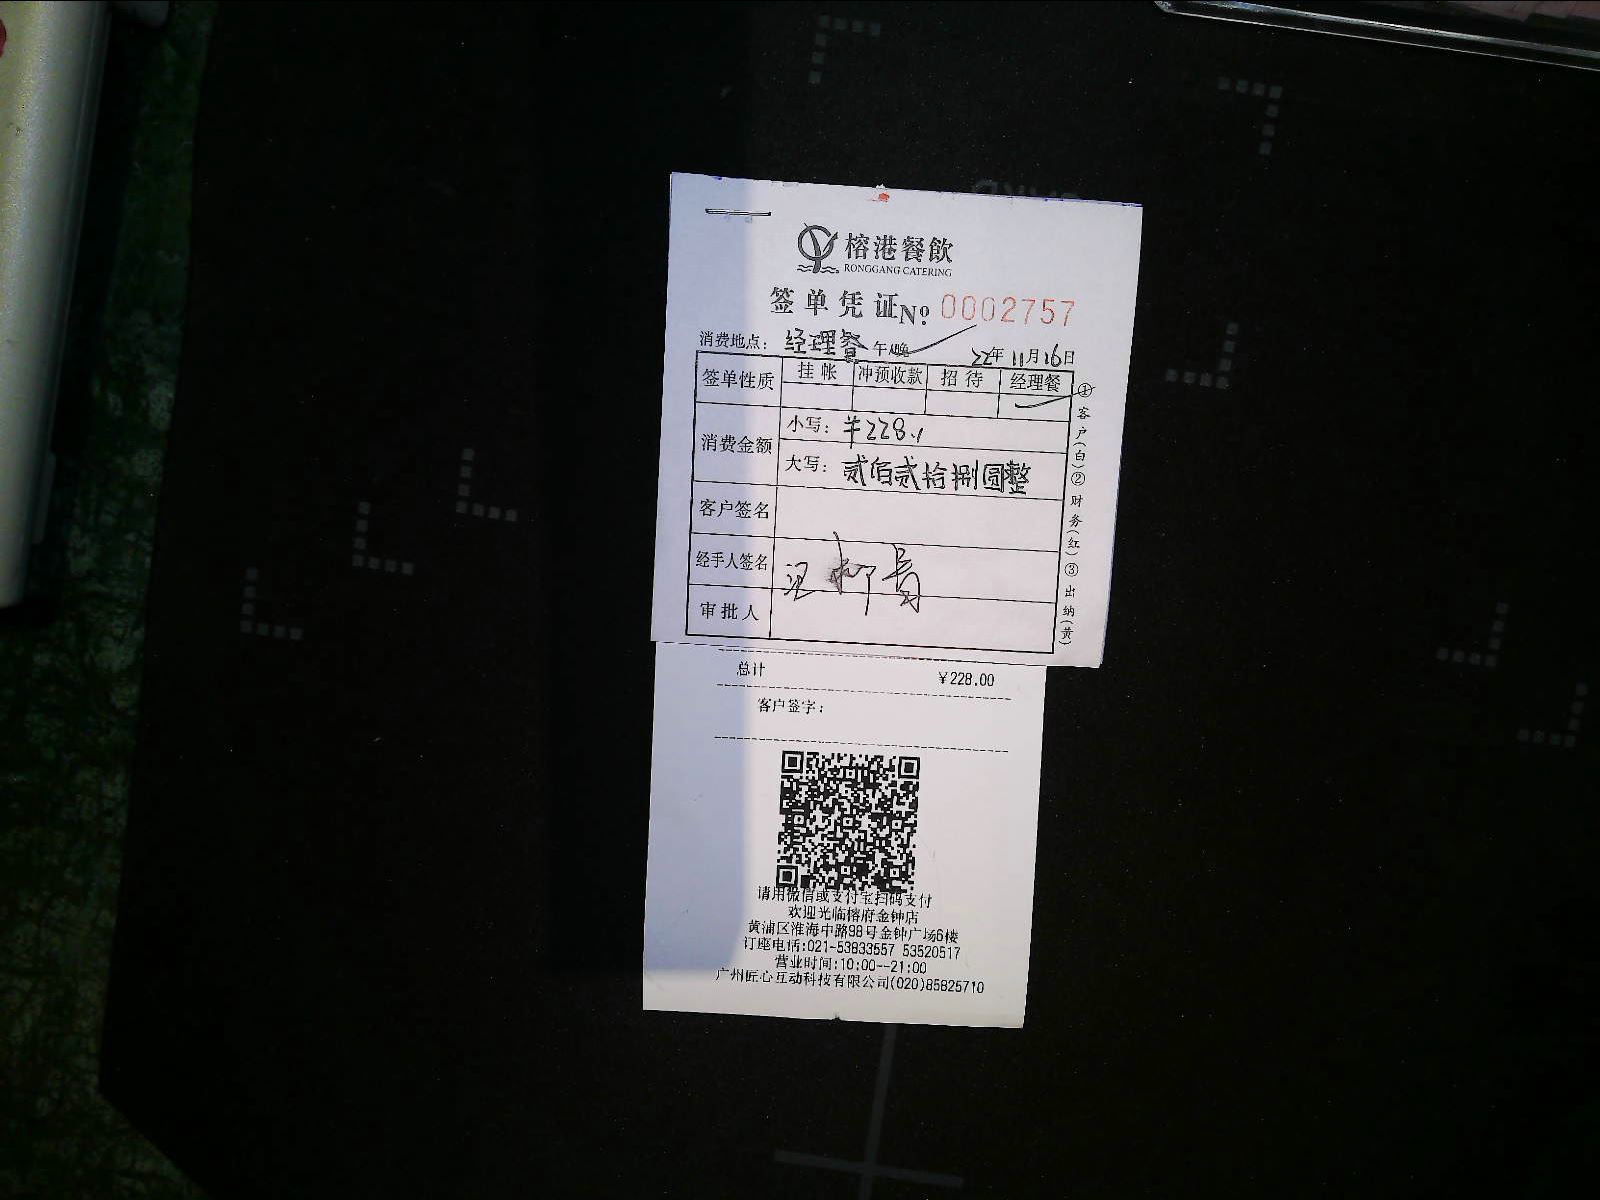 榕港餐飲
RONGGANG CATERING
签单凭证 No: 0002757
消费地点: 经理餐 午/晚 22年11月16日
签单性质 挂帐 冲预收款 招待 经理餐
消费金额
小写: ¥228.
大写: 贰佰贰拾捌圆整
客户签名
经手人签名
审批人
①客户(白)②财务(红)③出纳(黄)
总计 ¥228.00
客户签字:
请用微信或支付宝扫码支付
欢迎光临榕府金钟店
黄浦区淮海中路98号金钟广场6楼
订座电话:021-53833557 53520517
营业时间:10:00--21:00
广州匠心互动科技有限公司(020)85825710